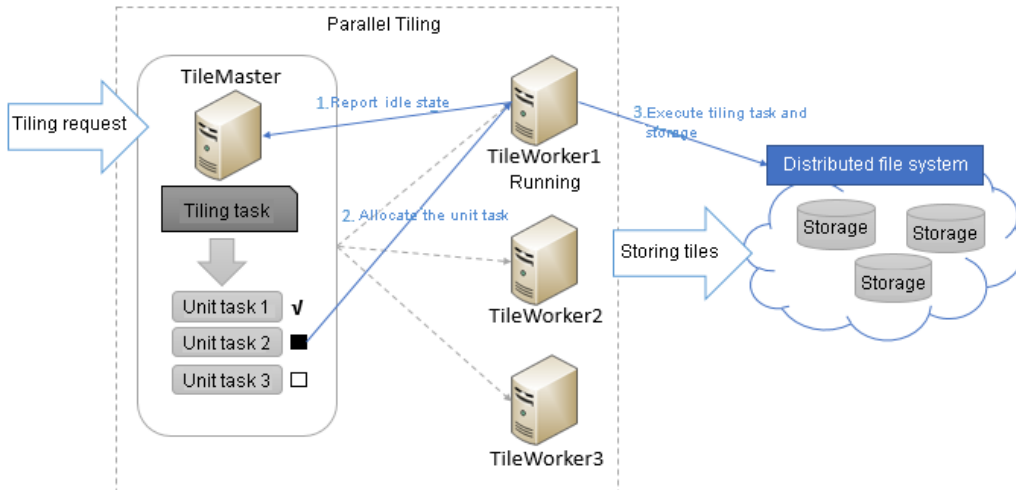 Parallel Tiling
Tiling request
TileMaster
1.Report idle state
TileWorker1
Running
3.Execute tiling task and
storage
Distributed file system
Tiling task
2. Allocate the unit task
TileWorker2
Storing tiles
Storage
Storage
Storage
Unit task 1 √
Unit task 2
Unit task 3
TileWorker3